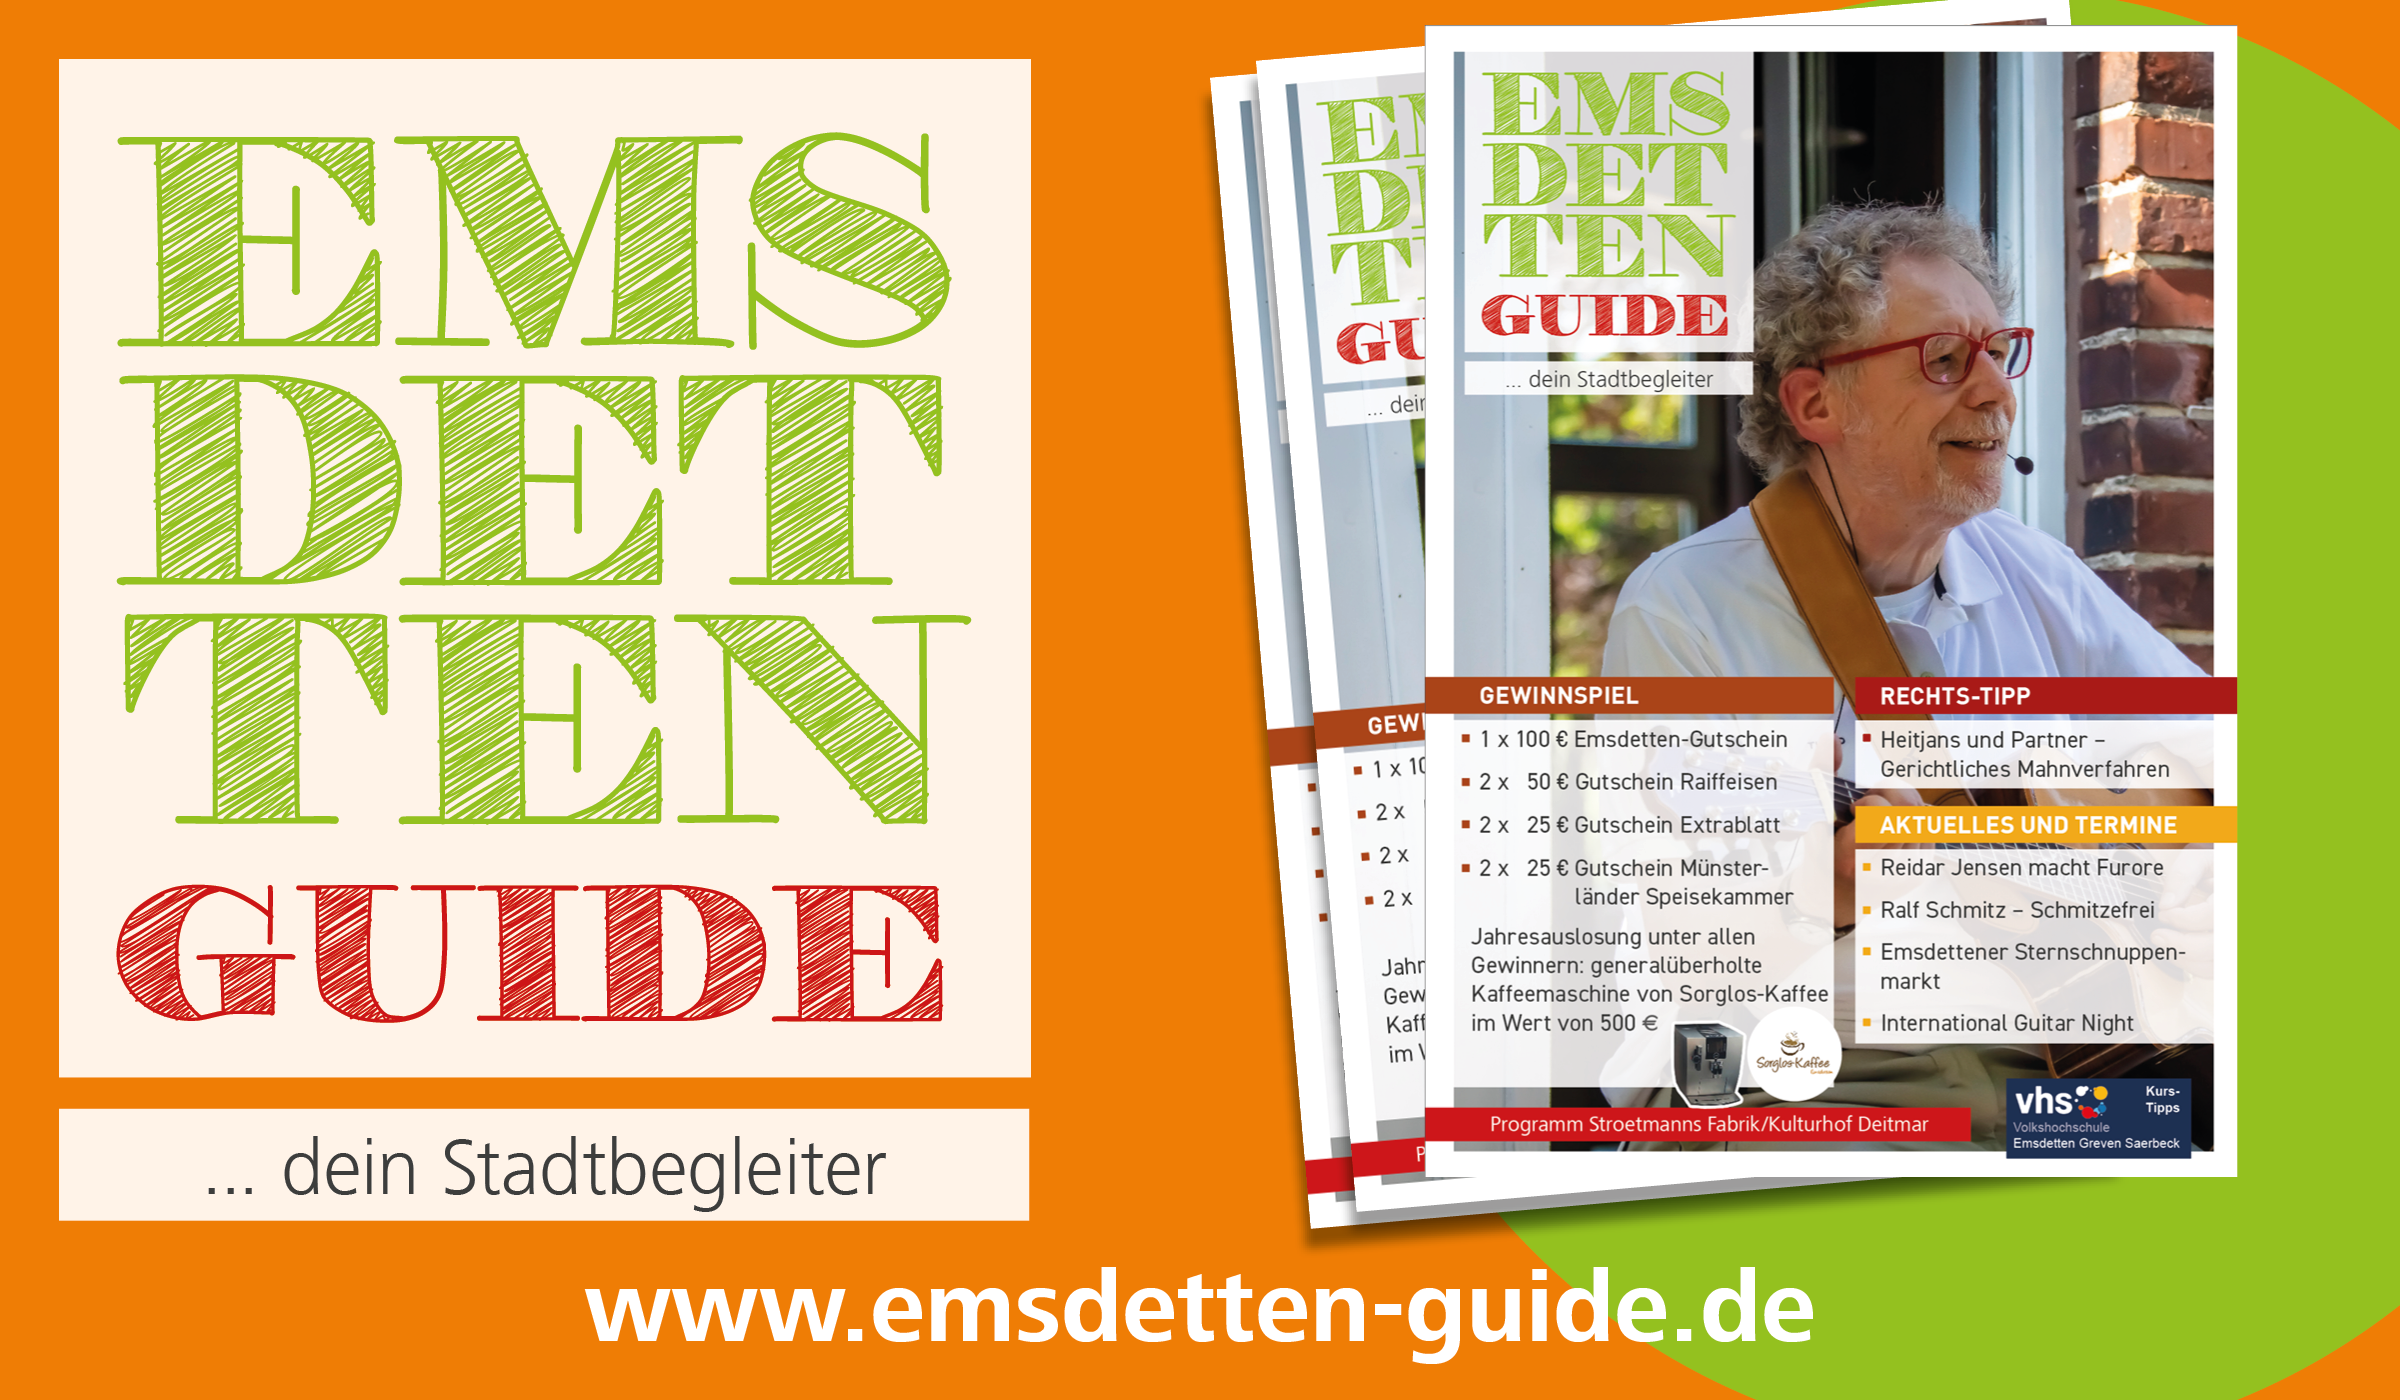 EMS
DET
TEN
GUIDE
... dein Stadtbegleiter
EMS
DET
TEN
GUIDE
... dein Stadtbegleiter
GEWINNSPIEL
1 x 100 € Emsdetten-Gutschein
2 x 50 € Gutschein Raiffeisen
2 x 25 € Gutschein Extrablatt
2 x 25 € Gutschein Münster-
länder Speisekammer
Jahresauslosung unter allen
Gewinnern: generalüberholte
Kaffeemaschine von Sorglos-Kaffee
im Wert von 500 €
Sorglos-Kaffee
RECHTS-TIPP
Heitjans und Partner –
Gerichtliches Mahnverfahren
AKTUELLES UND TERMINE
Reidar Jensen macht Furore
Ralf Schmitz – Schmitzefrei
Emsdettener Sternschnuppen-
markt
International Guitar Night
Programm Stroetmanns Fabrik/Kulturhof Deitmar
vhs
Kurs-
Tipps
Volkshochschule
Emsdetten Greven Saerbeck
www.emsdetten-guide.de